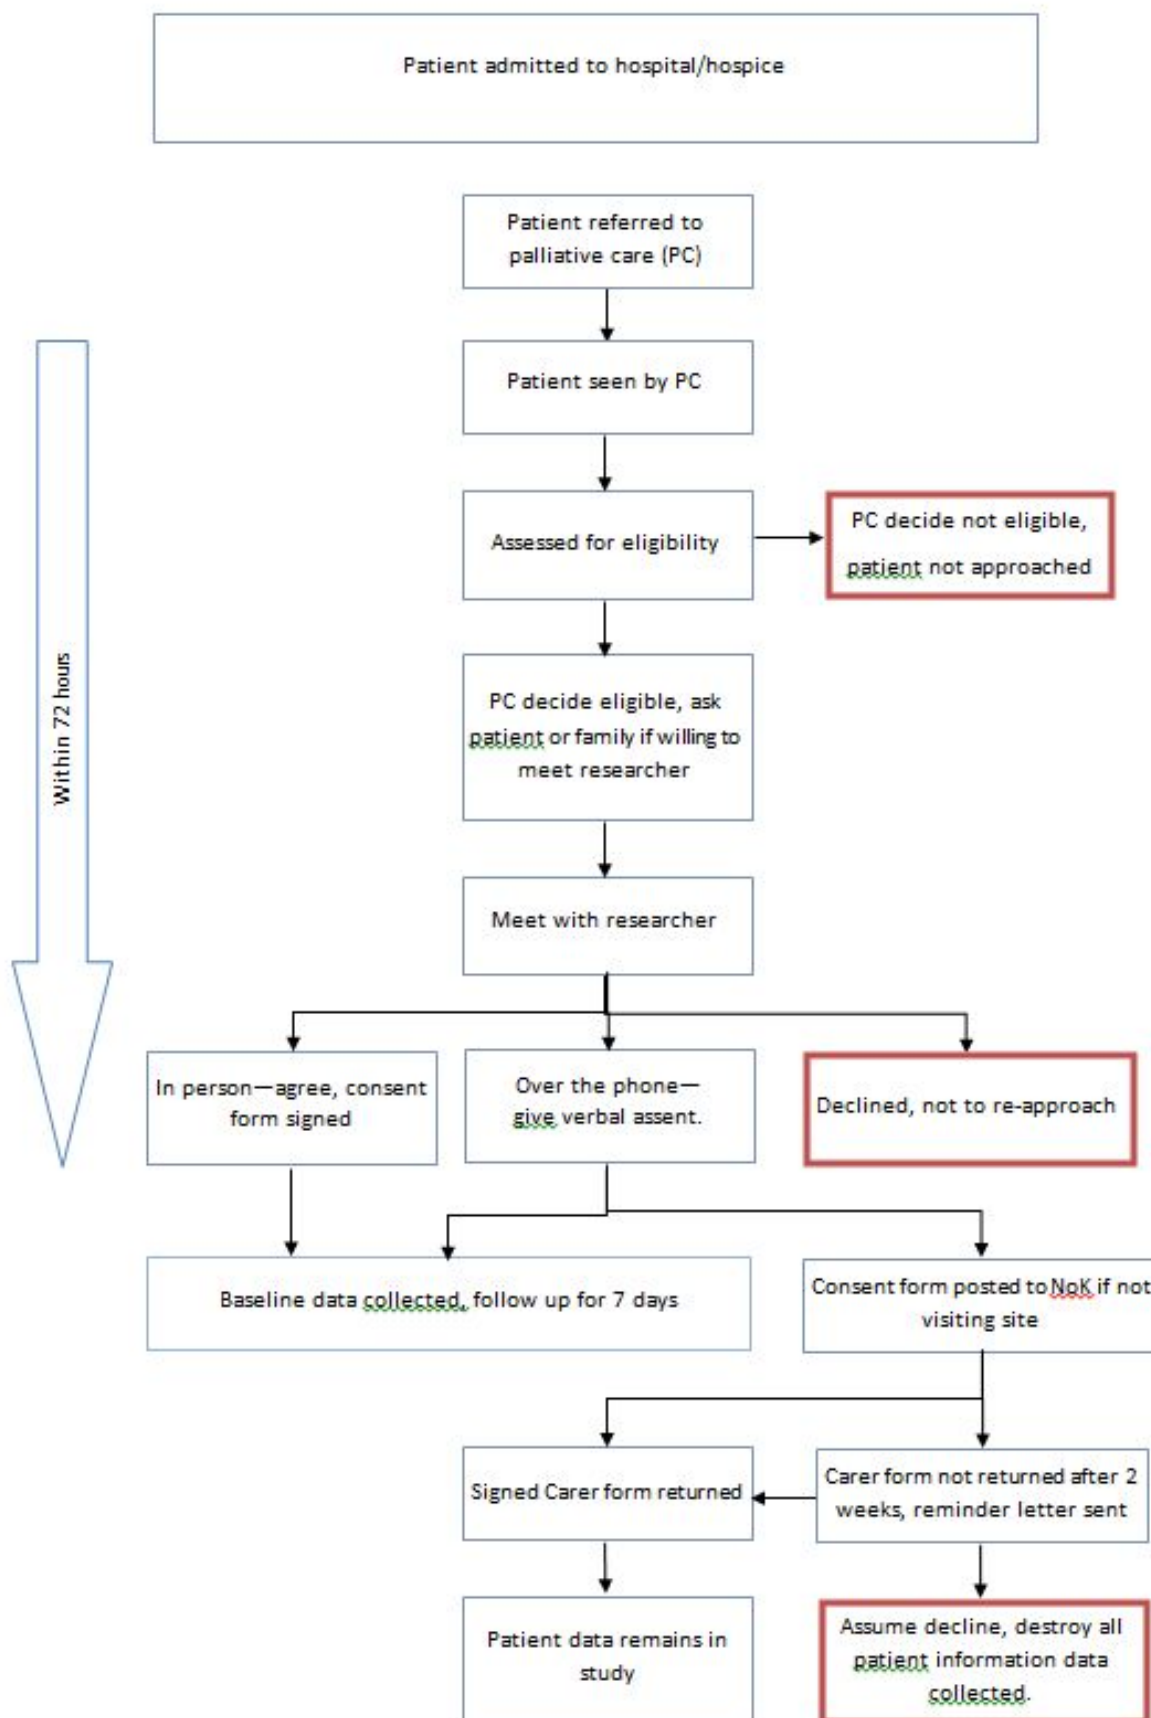 Patient admitted to hospital/hospice
Patient referred to
palliative care (PC)
Patient seen by PC
Assessed for eligibility
PC decide not eligible,
patient not approached
Within 72 hours
PC decide eligible, ask
patient or family if willing to
meet researcher
Meet with researcher
In person—agree, consent
form signed
Over the phone—
give verbal assent.
Declined, not to re-approach
Baseline data collected, follow up for 7 days
Consent form posted to NoK if not
visiting site
Signed Carer form returned
Carer form not returned after 2
weeks, reminder letter sent
Patient data remains in
study
Assume decline, destroy all
patient information data
collected.